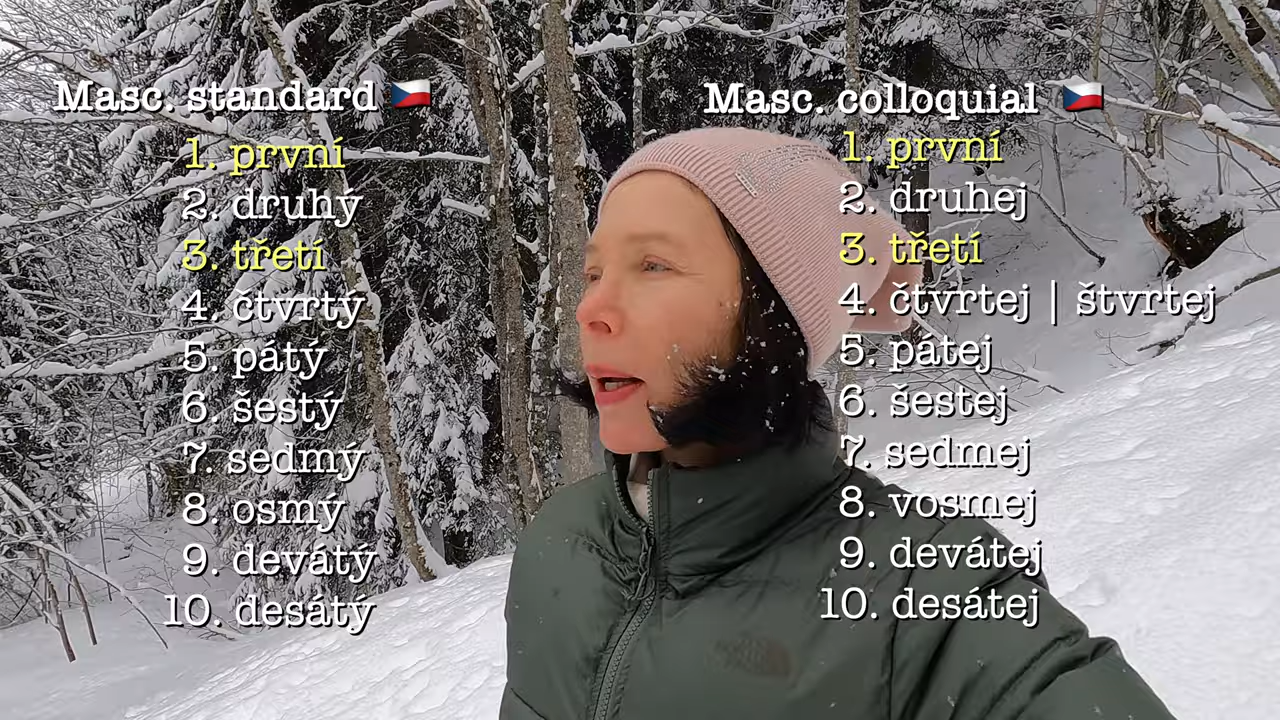 Masc. standard 🇨🇿
1. první
2. druhý
3. třetí
4. čtvrtý
5. pátý
6. šestý
7. sedmý
8. osmý
9. devátý
10. desátý
Masc. colloquial 🇨🇿
1. první
2. druhej
3. třetí
4. čtvrtej | štvrtej
5. pátej
6. šestej
7. sedmej
8. vosmej
9. devátej
10. desátej